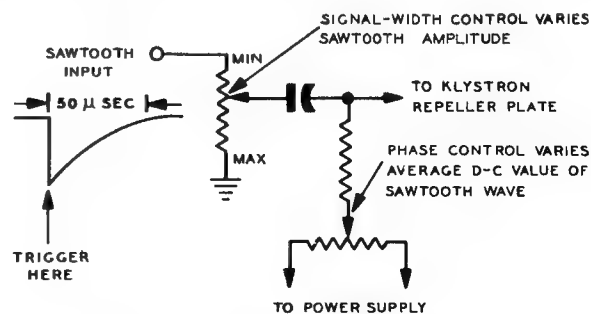 SIGNAL-WIDTH CONTROL VARIES
SAWTOOTH AMPLITUDE
SAWTOOTH
INPUT
MIN
50 μ SEC
TO KLYSTRON
REPELLER PLATE
MAX
PHASE CONTROL VARIES
AVERAGE D-C VALUE OF
SAWTOOTH WAVE
TRIGGER
HERE
TO POWER SUPPLY